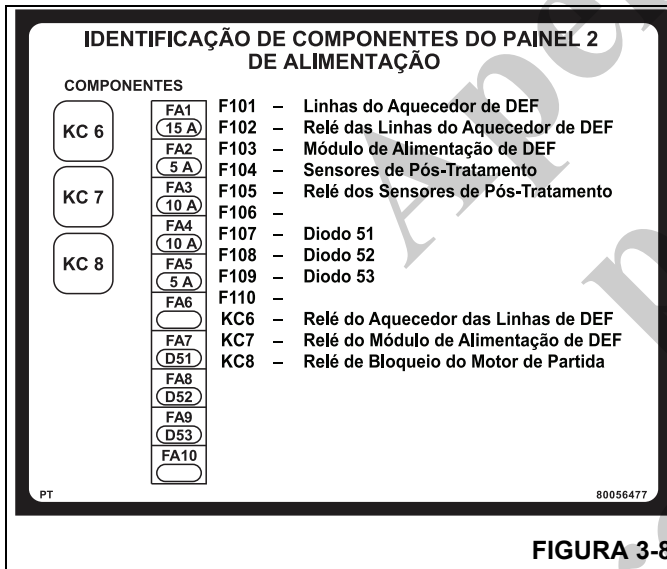 IDENTIFICAÇÃO DE COMPONENTES DO PAINEL 2
DE ALIMENTAÇÃO
COMPONENTES
KC 6
KC 7
KC 8
FA1
15 A
FA2
5 A
FA3
10 A
FA4
10 A
FA5
5 A
FA6
FA7
D51
FA8
D52
FA9
D53
FA10
F101 – Linhas do Aquecedor de DEF
F102 – Relé das Linhas do Aquecedor de DEF
F103 – Módulo de Alimentação de DEF
F104 – Sensores de Pós-Tratamento
F105 – Relé dos Sensores de Pós-Tratamento
F106 –
F107 – Diodo 51
F108 – Diodo 52
F109 – Diodo 53
F110 –
KC6 – Relé do Aquecedor das Linhas de DEF
KC7 – Relé do Módulo de Alimentação de DEF
KC8 – Relé de Bloqueio do Motor de Partida
PT
80056477
FIGURA 3-8